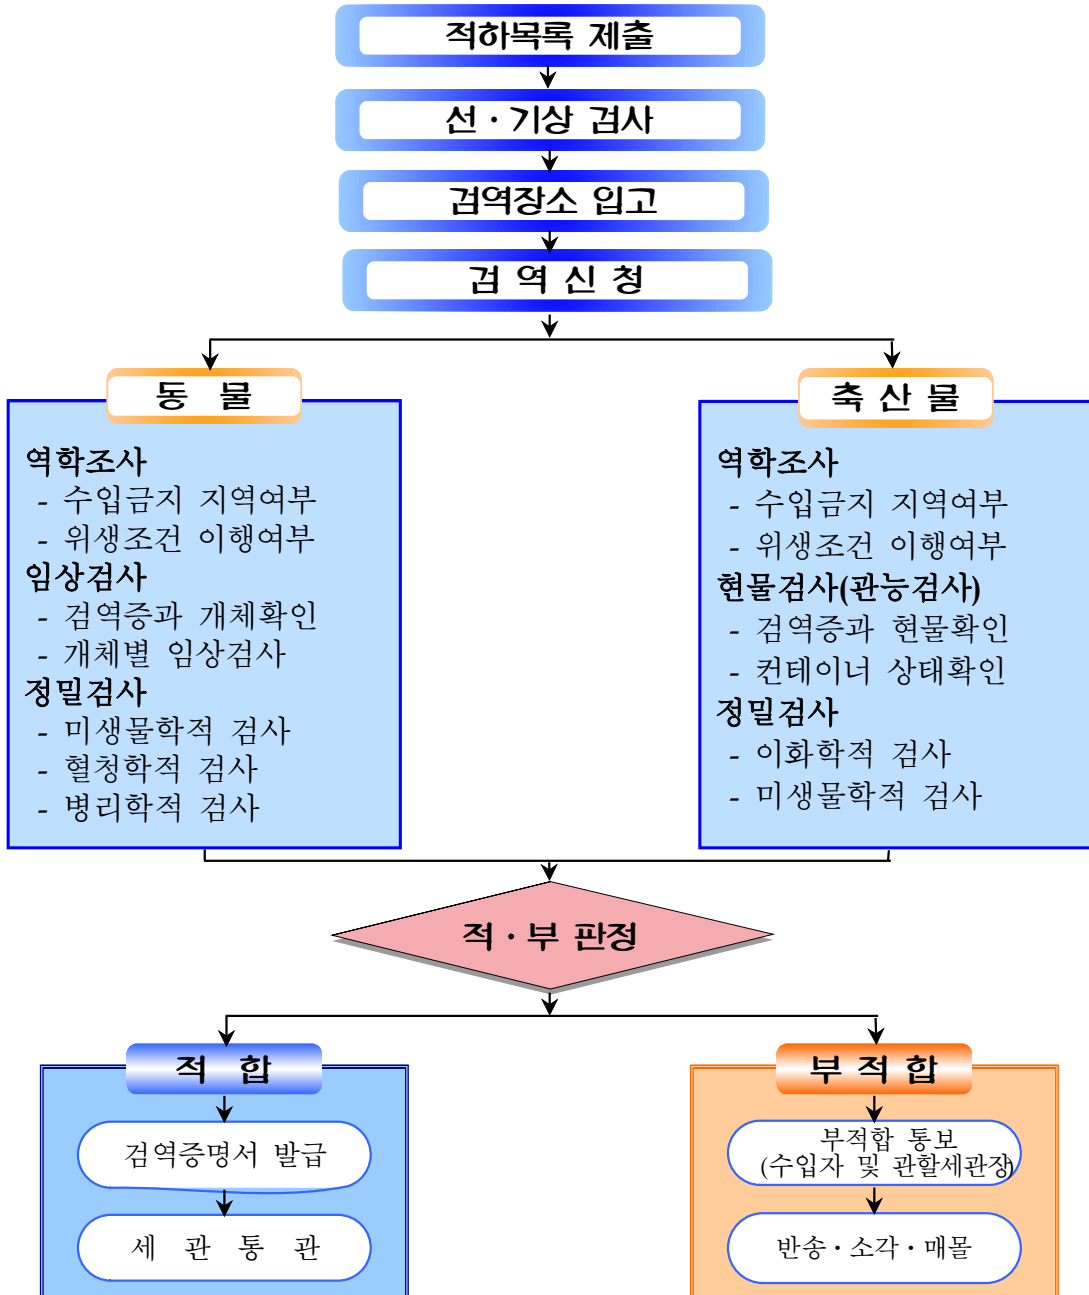 적하목록 제출
선·기상 검사
검역장소 입고
검 역 신 청
동 물
역학조사
- 수입금지 지역여부
- 위생조건 이행여부
임상검사
- 검역증과 개체확인
- 개체별 임상검사
정밀검사
- 미생물학적 검사
- 혈청학적 검사
- 병리학적 검사
축 산 물
역학조사
- 수입금지 지역여부
- 위생조건 이행여부
현물검사(관능검사)
- 검역증과 현물확인
- 컨테이너 상태확인
정밀검사
- 이화학적 검사
- 미생물학적 검사
적·부 판정
적 합
검역증명서 발급
세 관 통 관
부 적 합
부적합 통보
(수입자 및 관할세관장)
반송·소각·매몰